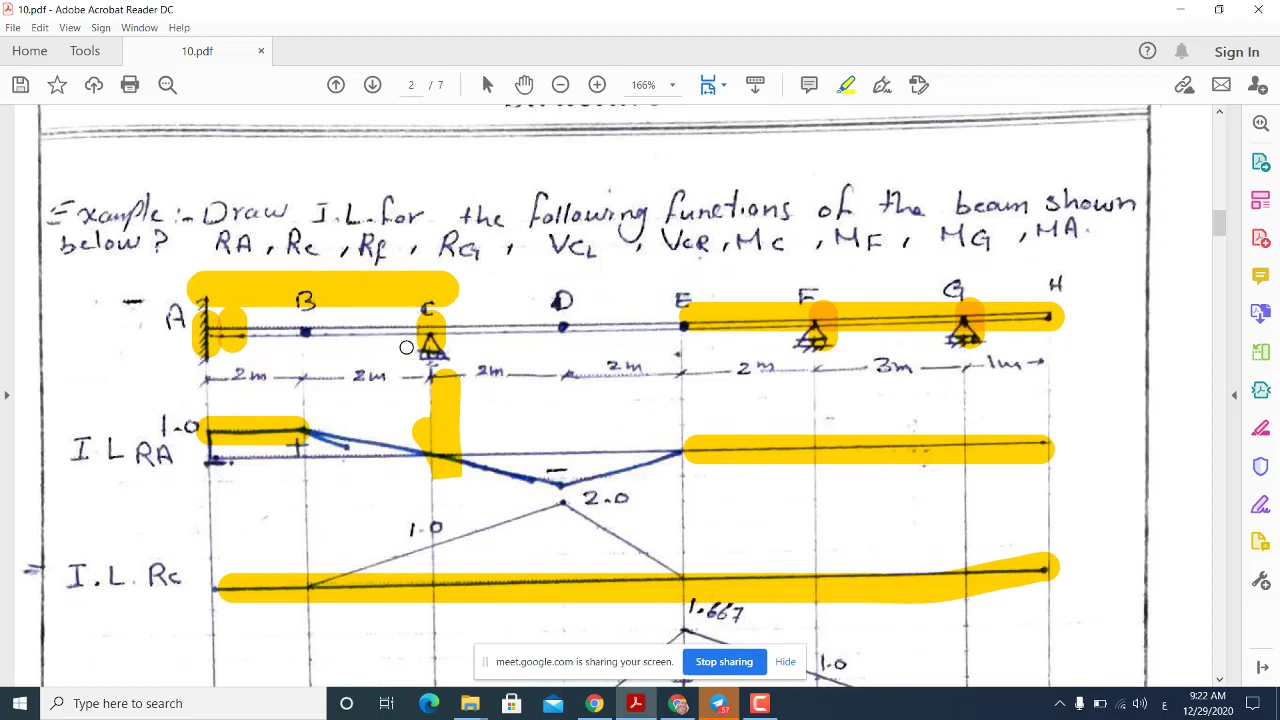 10.pdf - Adobe Acrobat Reader DC
File Edit View Sign Window Help
Home Tools 10.pdf × Sign In
2 / 7 166%
Example:- Draw I.L. for the following functions of the beam shown
below? RA, Rc, RF, RG, VCL, VCR, Mc, MF, MG, MA.
A B C D E F G H
2m 2m 2m 2m 2m 3m 1m
1.0
I.L RA + −
2.0
1.0
I.L. Rc
1.667
meet.google.com is sharing your screen. Stop sharing Hide
1.0
Type here to search
57
9:22 AM
12/29/2020